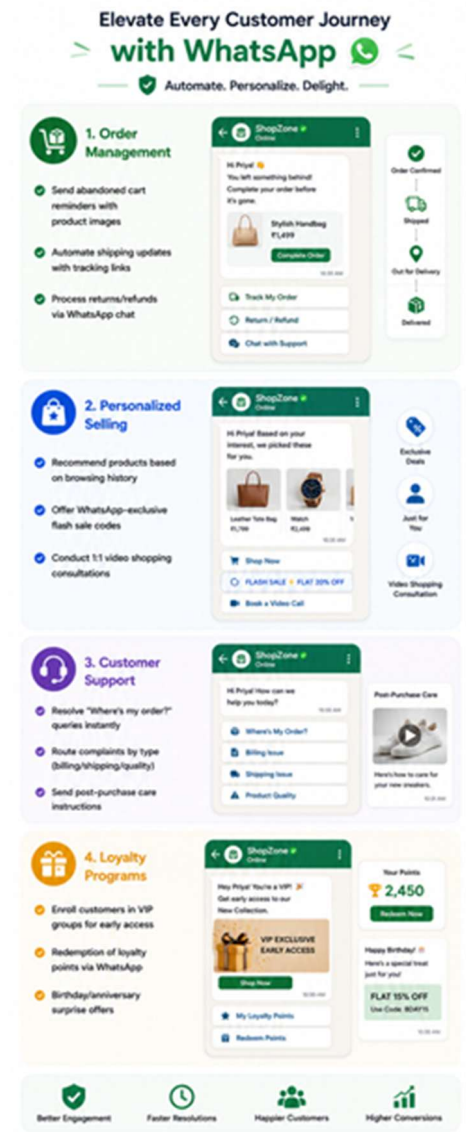 Elevate Every Customer Journey
with WhatsApp
Automate. Personalize. Delight.
1. Order
Management
Send abandoned cart
reminders with
product images
Automate shipping updates
with tracking links
Process returns/refunds
via WhatsApp chat
ShopZone
Online
Hi Priya! 👋
You left something behind!
Complete your order before
it's gone.
Stylish Handbag
₹1,499
Complete Order
10:25 AM
Track My Order
Return / Refund
Chat with Support
Order Confirmed
Shipped
Out for Delivery
Delivered
2. Personalized
Selling
Recommend products based
on browsing history
Offer WhatsApp-exclusive
flash sale codes
Conduct 1:1 video shopping
consultations
ShopZone
Online
Hi Priya! Based on your
interest, we picked these
for you.
Leather Tote Bag
₹1,799
Watch
₹2,499
Shop Now
FLASH SALE ⚡ FLAT 20% OFF
Book a Video Call
Exclusive
Deals
Just for
You
Video Shopping
Consultation
3. Customer
Support
Resolve "Where's my order?"
queries instantly
Route complaints by type
(billing/shipping/quality)
Send post-purchase care
instructions
ShopZone
Online
Hi Priya! How can we
help you today?
Where's My Order?
Billing Issue
Shipping Issue
Product Quality
Post-Purchase Care
Here's how to care for
your new sneakers.
4. Loyalty
Programs
Enroll customers in VIP
groups for early access
Redemption of loyalty
points via WhatsApp
Birthday/anniversary
surprise offers
ShopZone
Online
Hey Priya! You're a VIP! 🎉
Get early access to our
New Collection.
VIP EXCLUSIVE
EARLY ACCESS
Shop Now
My Loyalty Points
Redeem Points
Your Points
2,450
Redeem Now
Happy Birthday!
Here's a special treat
just for you!
FLAT 15% OFF
Use Code: BDAY15
Better Engagement
Faster Resolutions
Happier Customers
Higher Conversions